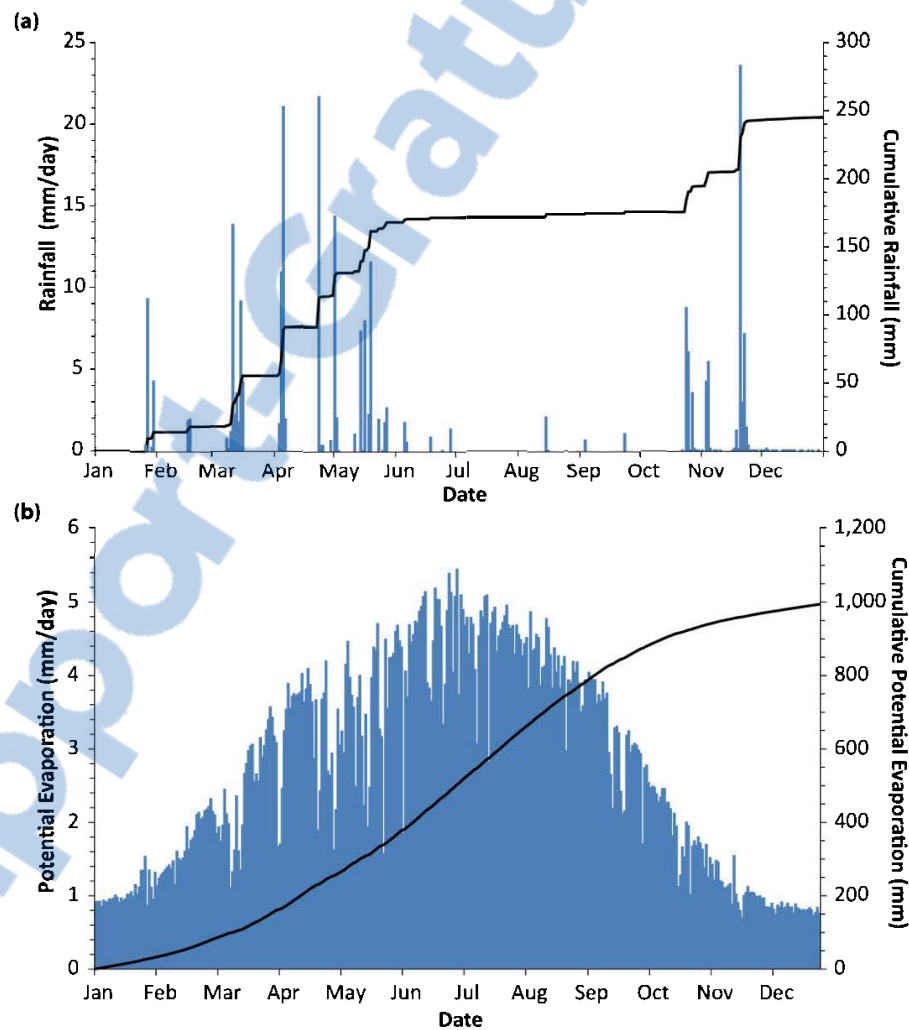 (a)
25
20
15
10
5
0
Rainfall (mm/day)
300
250
200
150
100
50
0
Cumulative Rainfall (mm)
Jan Feb Mar Apr May Jun Jul Aug Sep Oct Nov Dec
Date
(b)
6
5
4
3
2
1
0
Potential Evaporation (mm/day)
1,200
1,000
800
600
400
200
0
Cumulative Potential Evaporation (mm)
Jan Feb Mar Apr May Jun Jul Aug Sep Oct Nov Dec
Date